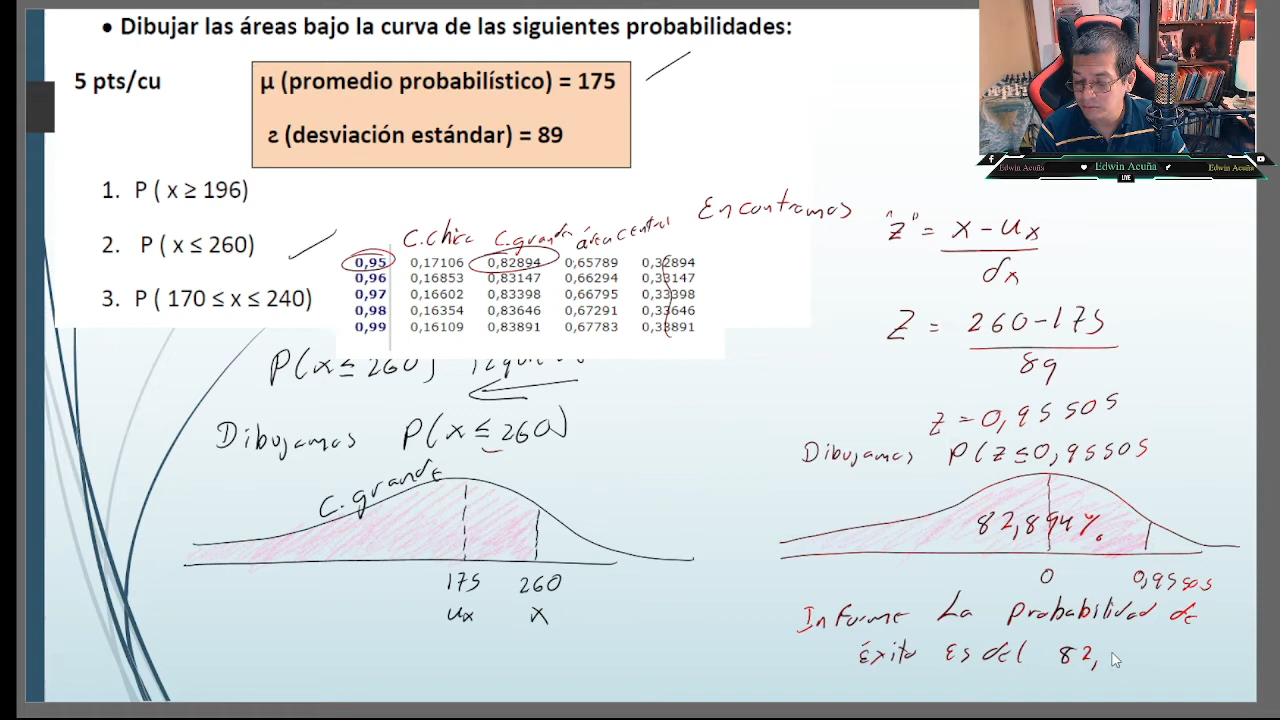 • Dibujar las áreas bajo la curva de las siguientes probabilidades:
5 pts/cu
µ (promedio probabilístico) = 175
ƨ (desviación estándar) = 89
1. P ( x ≥ 196)
2. P ( x ≤ 260)
3. P ( 170 ≤ x ≤ 240)
C.chica C.grande área central
0,95 0,17106 0,82894 0,65789 0,32894
0,96 0,16853 0,83147 0,66294 0,33147
0,97 0,16602 0,83398 0,66795 0,33398
0,98 0,16354 0,83646 0,67291 0,33646
0,99 0,16109 0,83891 0,67783 0,33891
P(x ≤ 260)
Dibujamos P(x ≤ 260)
C.grande
175 260
ux x
Encontramos "z" = x - ux
σx
Z = 260-175
89
Z = 0,95505
Dibujamos P(z ≤ 0,95505
82,894%
0 0,95505
Informe La Probabilidad de
éxito Es del 82,
Edwin Acuña Edwin Acuña Edwin Acuña
LIVE